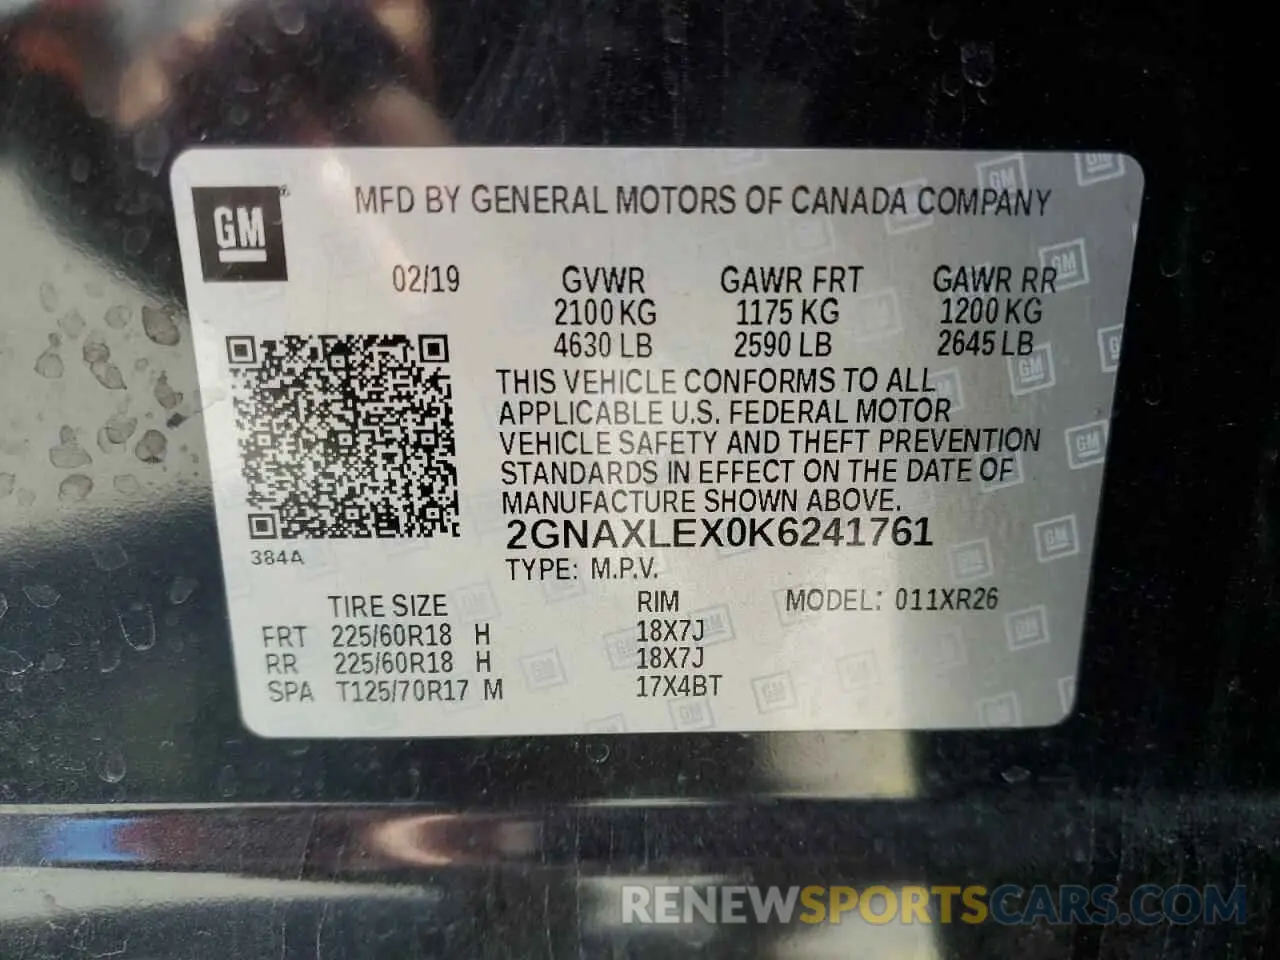 GM® MFD BY GENERAL MOTORS OF CANADA COMPANY
02/19 GVWR GAWR FRT GAWR RR
2100 KG 1175 KG 1200 KG
4630 LB 2590 LB 2645 LB
THIS VEHICLE CONFORMS TO ALL
APPLICABLE U.S. FEDERAL MOTOR
VEHICLE SAFETY AND THEFT PREVENTION
STANDARDS IN EFFECT ON THE DATE OF
MANUFACTURE SHOWN ABOVE.
2GNAXLEX0K6241761
384A
TYPE: M.P.V.
TIRE SIZE RIM MODEL: 011XR26
FRT 225/60R18 H 18X7J
RR 225/60R18 H 18X7J
SPA T125/70R17 M 17X4BT
RENEWSPORTSCARS.COM